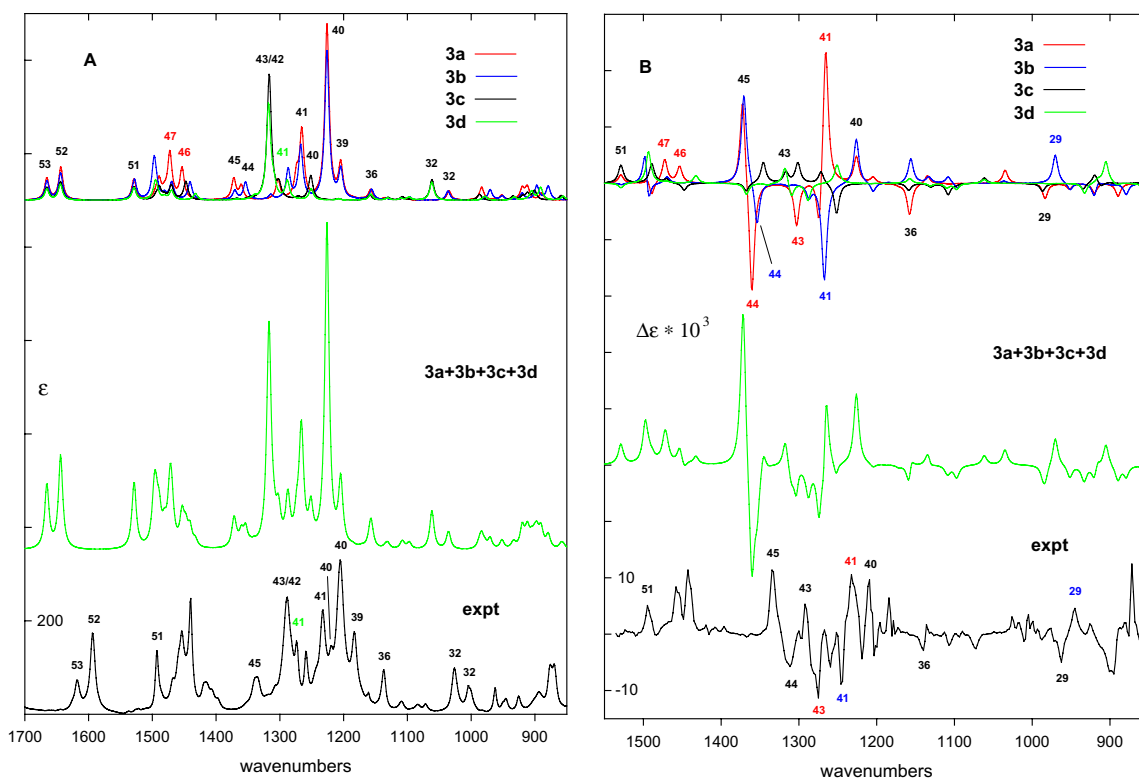 A
3a
3b
3c
3d
40
43/42
41
53
52
51
47
46
45
44
41
40
39
36
32
32
3a+3b+3c+3d
ε
expt
200
53
52
51
45
43/42
41
41
40
40
39
36
32
32
1700 1600 1500 1400 1300 1200 1100 1000 900
wavenumbers
B
3a
3b
3c
3d
41
45
51
47
46
43
40
29
43
36
29
44
44
41
Δε * 10³
3a+3b+3c+3d
expt
10
-10
51
45
43
41
40
29
44
43
41
36
29
1500 1400 1300 1200 1100 1000 900
wavenumbers